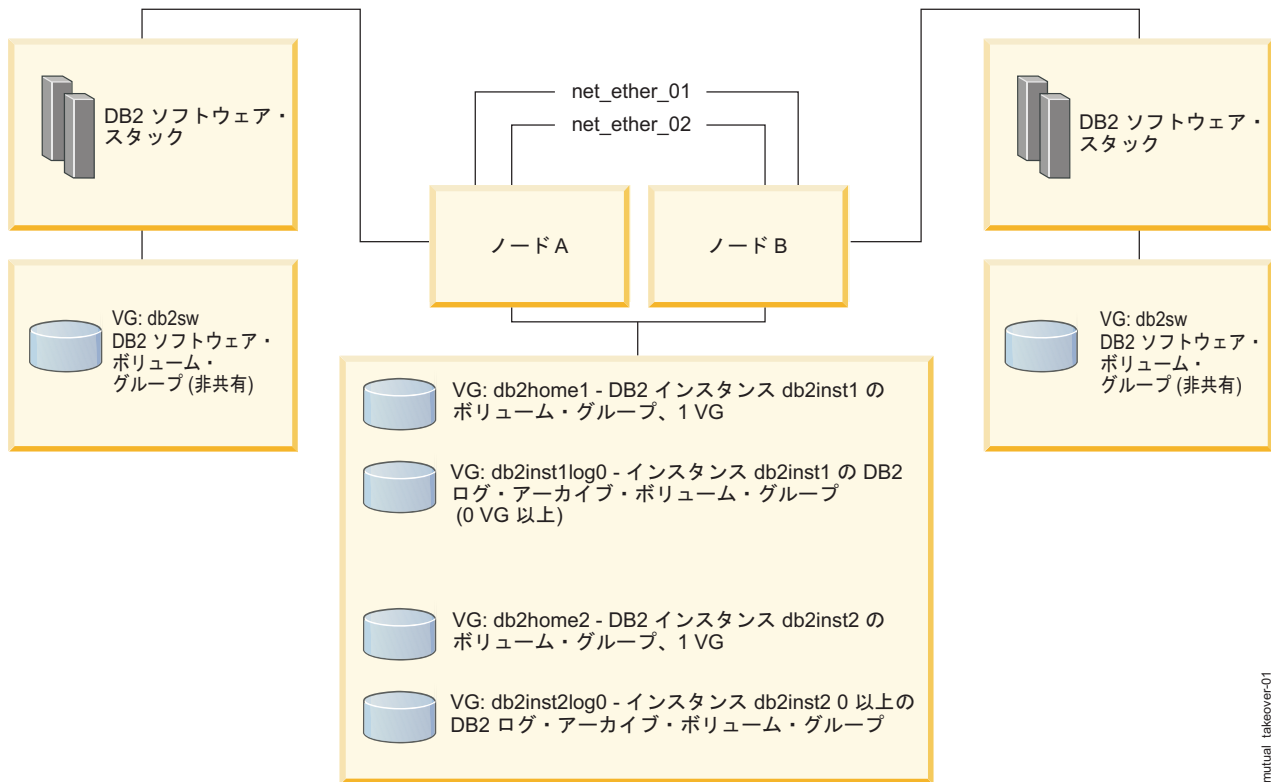 DB2 ソフトウェア・
スタック
VG: db2sw
DB2 ソフトウェア・
ボリューム・
グループ (非共有)
net_ether_01
net_ether_02
ノード A
ノード B
DB2 ソフトウェア・
スタック
VG: db2sw
DB2 ソフトウェア・
ボリューム・
グループ (非共有)
VG: db2home1 - DB2 インスタンス db2inst1 の
ボリューム・グループ、1 VG
VG: db2inst1log0 - インスタンス db2inst1 の DB2
ログ・アーカイブ・ボリューム・グループ
(0 VG 以上)
VG: db2home2 - DB2 インスタンス db2inst2 の
ボリューム・グループ、1 VG
VG: db2inst2log0 - インスタンス db2inst2 0 以上の
DB2 ログ・アーカイブ・ボリューム・グループ
mutual_takeover-01